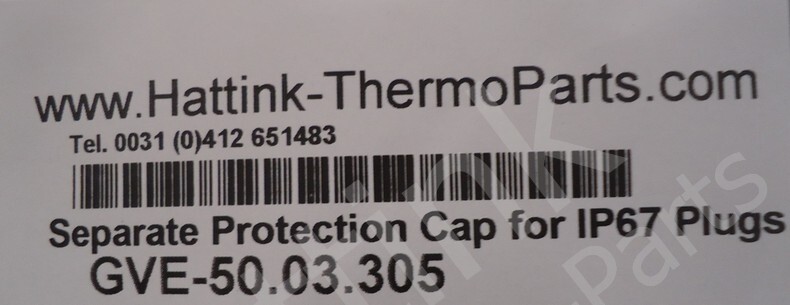 www.Hattink-ThermoParts.com
Tel. 0031 (0)412 651483
Separate Protection Cap for IP67 Plugs
GVE-50.03.305